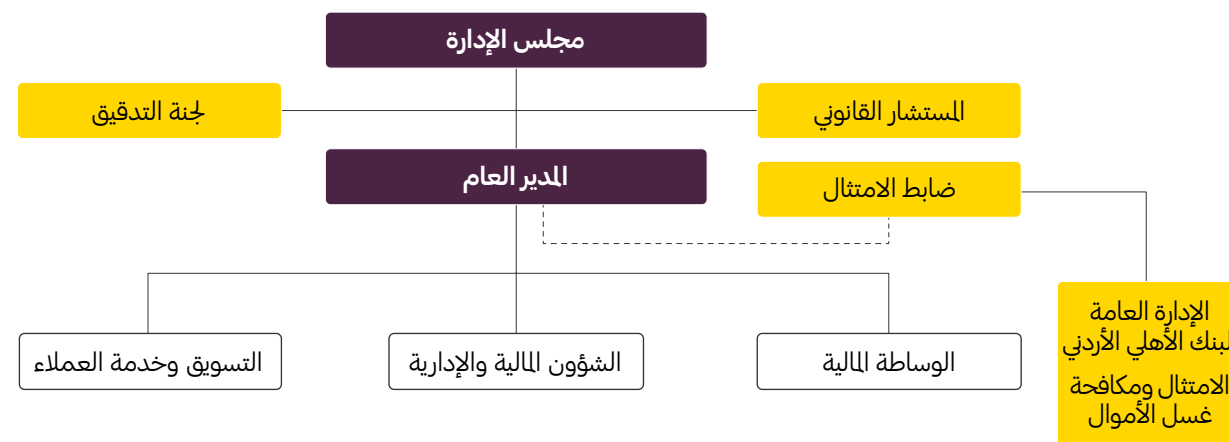 مجلس الإدارة
المستشار القانوني
لجنة التدقيق
المدير العام
ضابط الامتثال
الإدارة العامة
لبنك الأهلي الأردني
الامتثال ومكافحة
غسل الأموال
الوساطة المالية
الشؤون المالية والإدارية
التسويق وخدمة العملاء